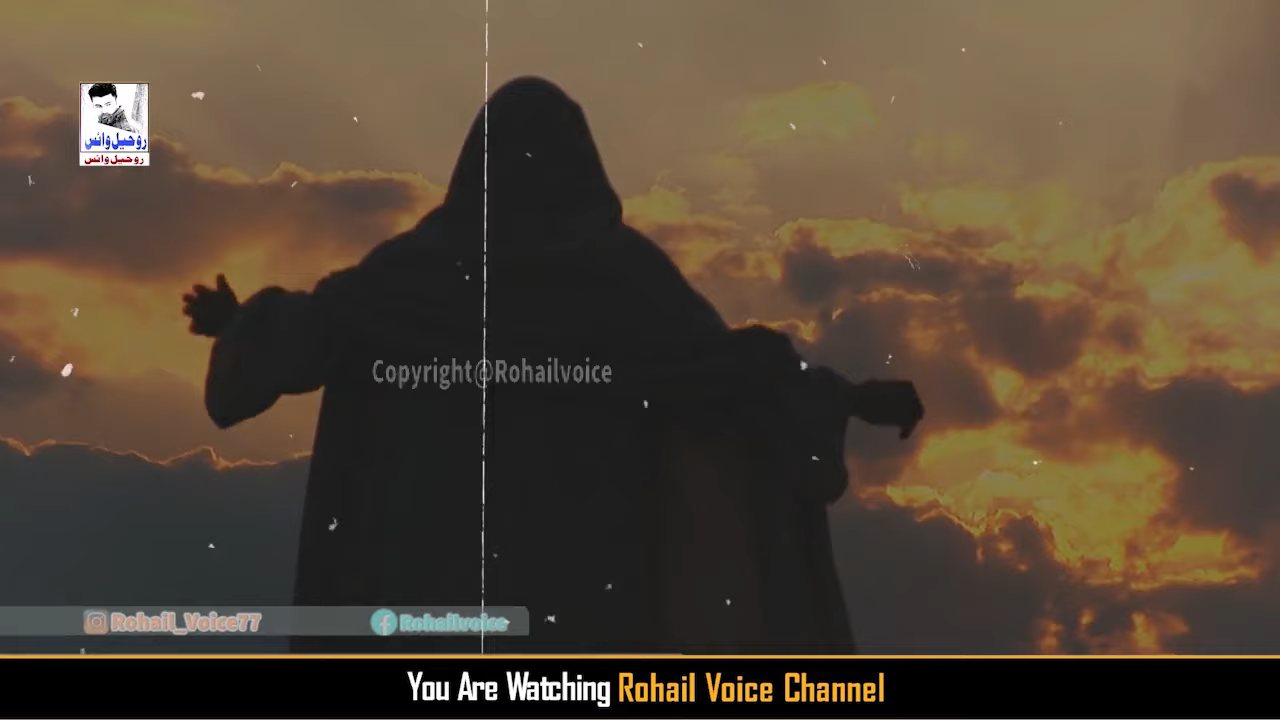 روحیل وائس
روحیل وائس
Copyright@Rohailvoice
Rohail_Voice77
Rohailvoice
You Are Watching Rohail Voice Channel